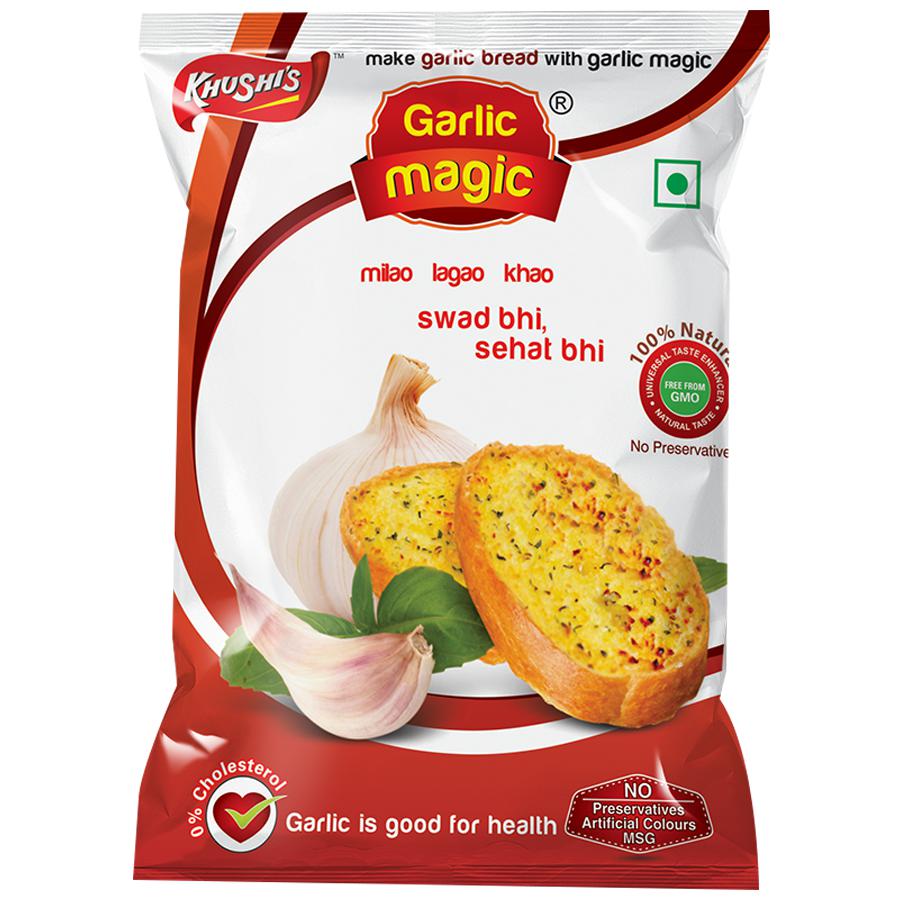 KHUSHI'S ™
make garlic bread with garlic magic
Garlic ®
magic
milao lagao khao
swad bhi,
sehat bhi
100% Natura
UNIVERSAL TASTE ENHANCER
FREE FROM
GMO
• NATURAL TASTE •
No Preservative
0% Cholesterol
Garlic is good for health
NO
Preservatives
Artificial Colours
MSG